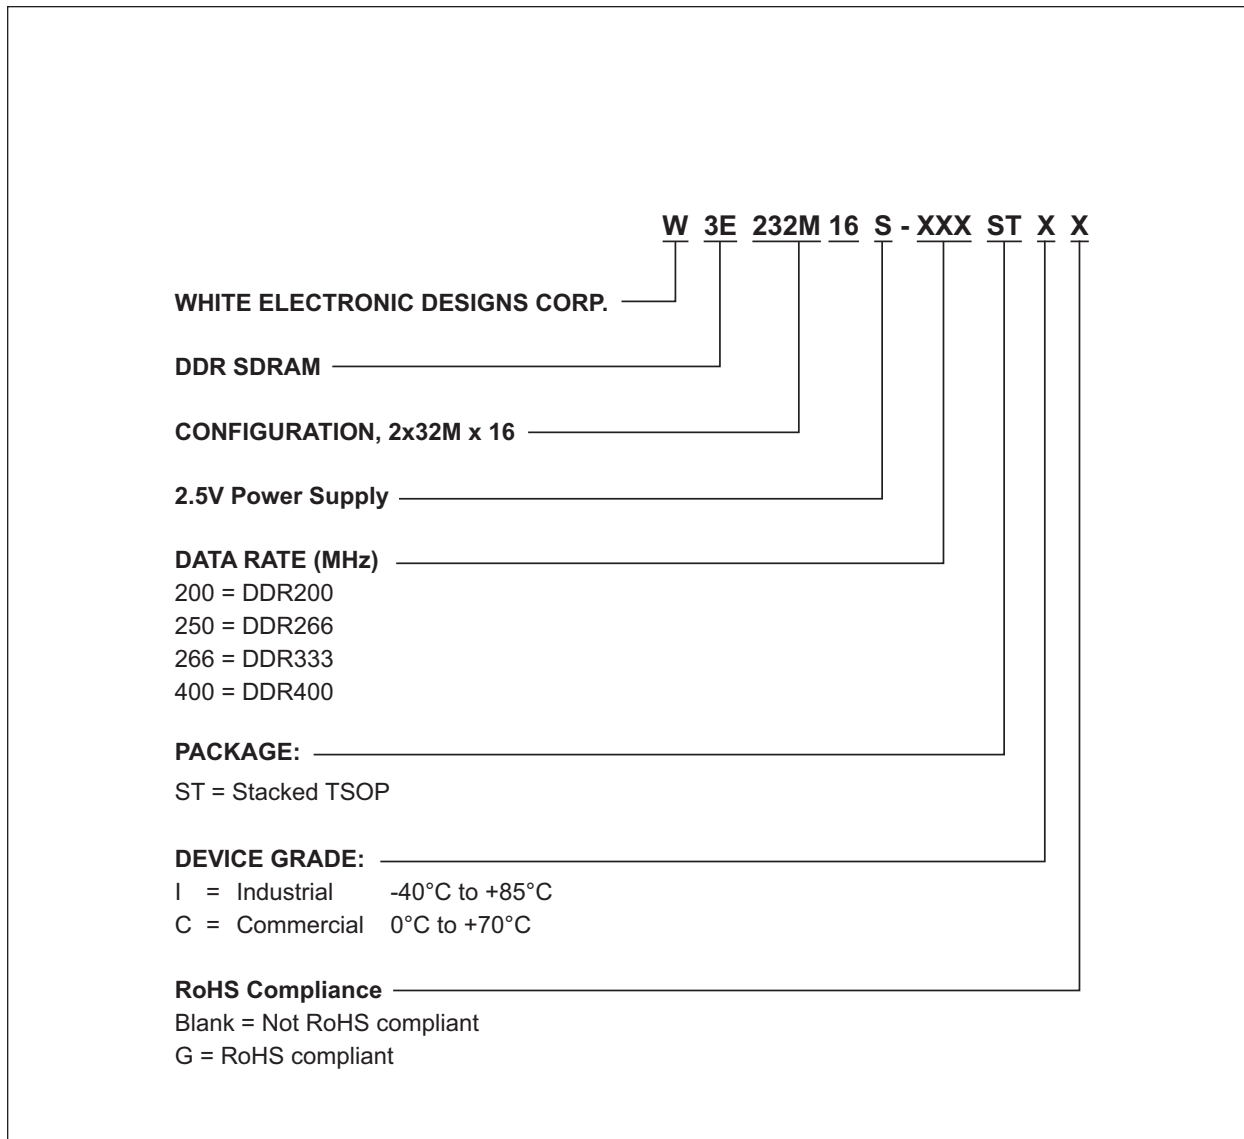 W 3E 232M 16 S - XXX ST X X
WHITE ELECTRONIC DESIGNS CORP.
DDR SDRAM
CONFIGURATION, 2x32M x 16
2.5V Power Supply
DATA RATE (MHz)
200 = DDR200
250 = DDR266
266 = DDR333
400 = DDR400
PACKAGE:
ST = Stacked TSOP
DEVICE GRADE:
I = Industrial -40°C to +85°C
C = Commercial 0°C to +70°C
RoHS Compliance
Blank = Not RoHS compliant
G = RoHS compliant